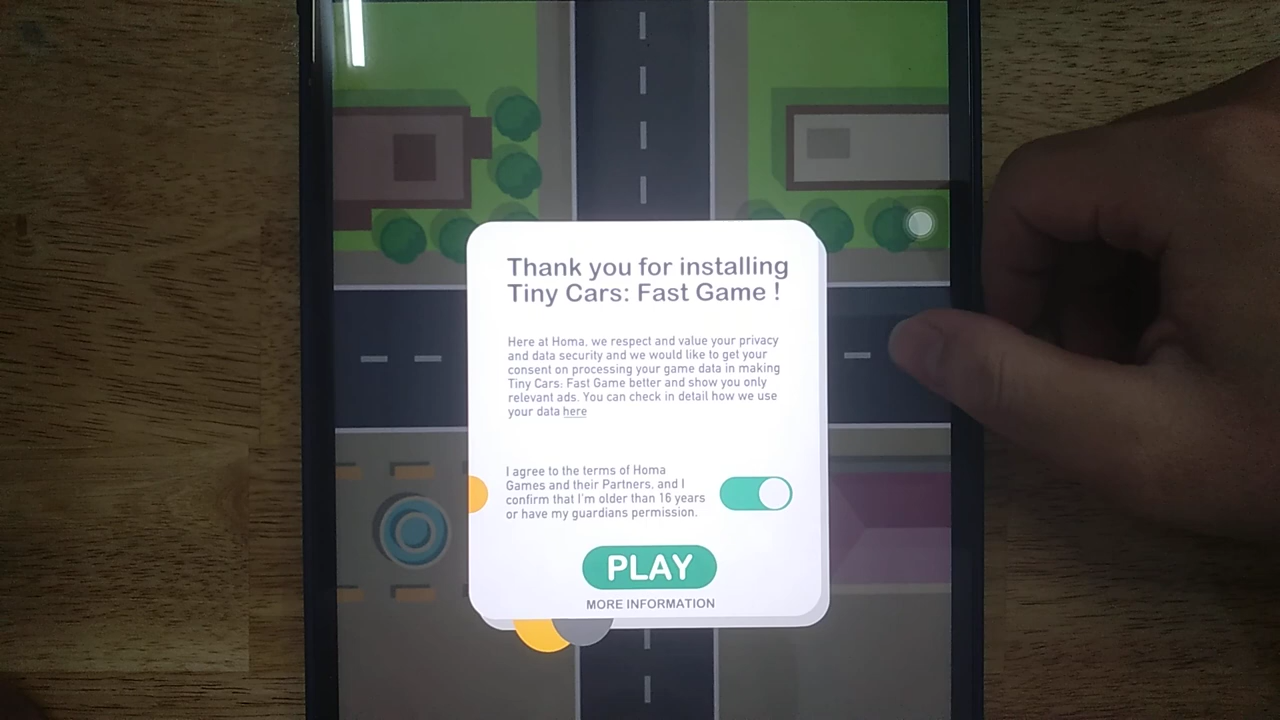 Thank you for installing
Tiny Cars: Fast Game !
Here at Homa, we respect and value your privacy
and data security and we would like to get your
consent on processing your game data in making
Tiny Cars: Fast Game better and show you only
relevant ads. You can check in detail how we use
your data here
I agree to the terms of Homa
Games and their Partners, and I
confirm that I'm older than 16 years
or have my guardians permission.
PLAY
MORE INFORMATION